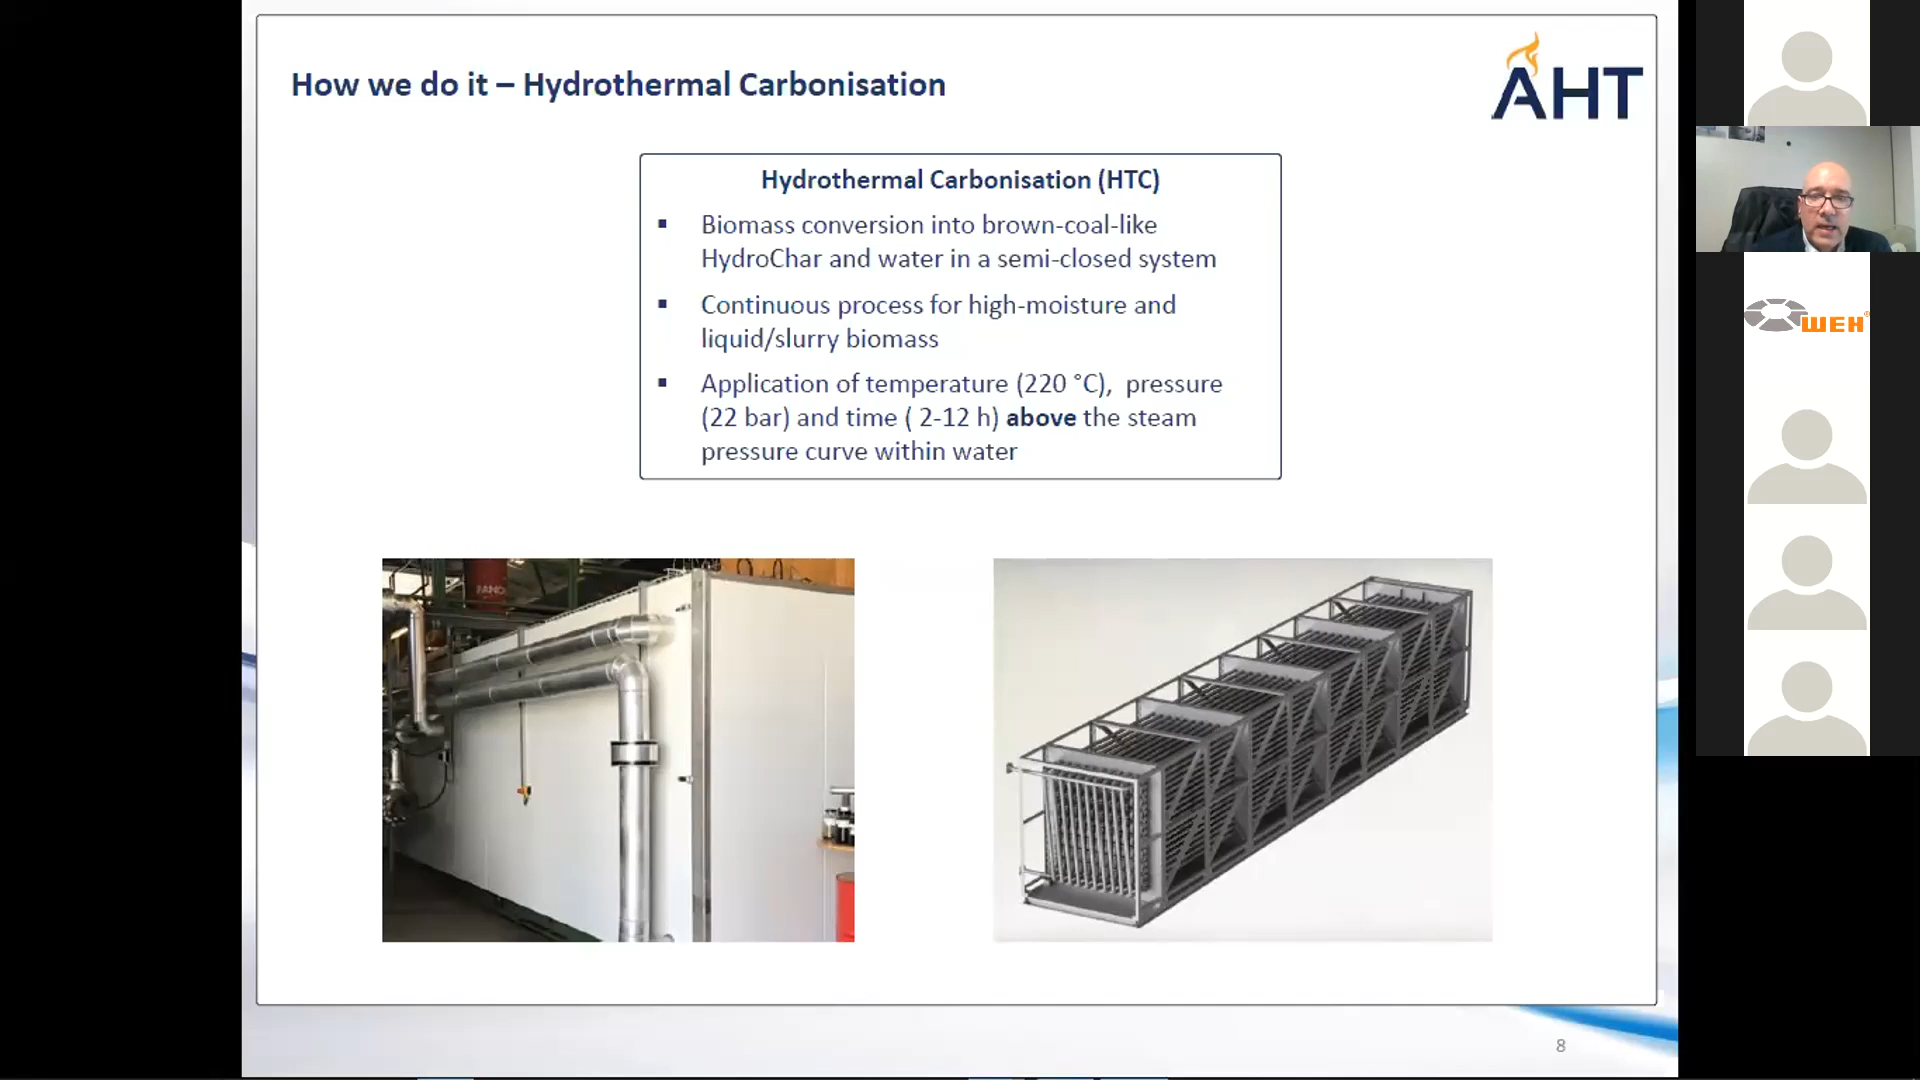 How we do it – Hydrothermal Carbonisation
AHT
Hydrothermal Carbonisation (HTC)
▪ Biomass conversion into brown-coal-like
HydroChar and water in a semi-closed system
▪ Continuous process for high-moisture and
liquid/slurry biomass
▪ Application of temperature (220 °C), pressure
(22 bar) and time ( 2-12 h) above the steam
pressure curve within water
8
WEH®